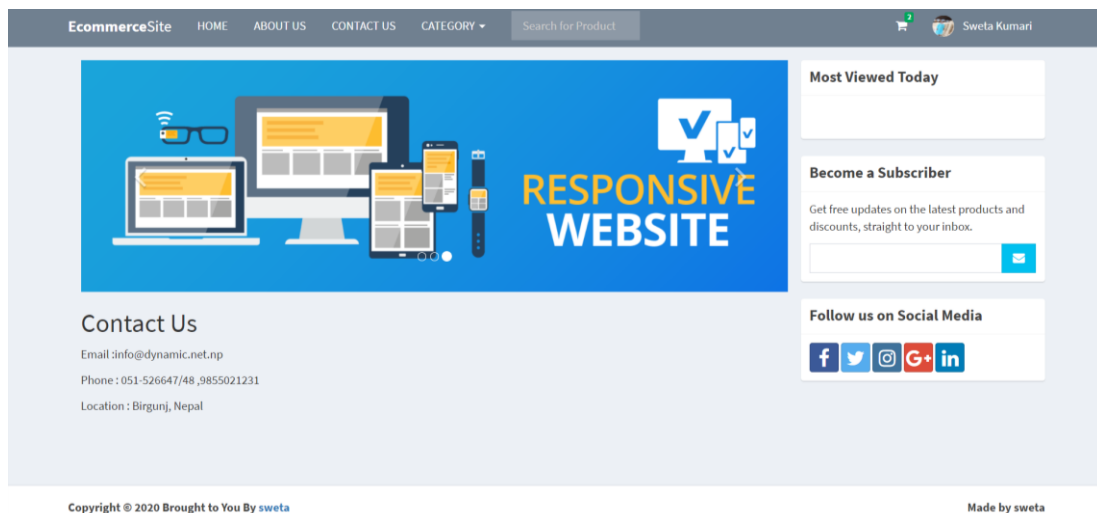 EcommerceSite HOME ABOUT US CONTACT US CATEGORY Search for Product 2 Sweta Kumari
RESPONSIVE
WEBSITE
Contact Us
Email :info@dynamic.net.np
Phone : 051-526647/48 ,9855021231
Location : Birgunj, Nepal
Most Viewed Today
Become a Subscriber
Get free updates on the latest products and
discounts, straight to your inbox.
Follow us on Social Media
f G+ in
Copyright © 2020 Brought to You By sweta Made by sweta